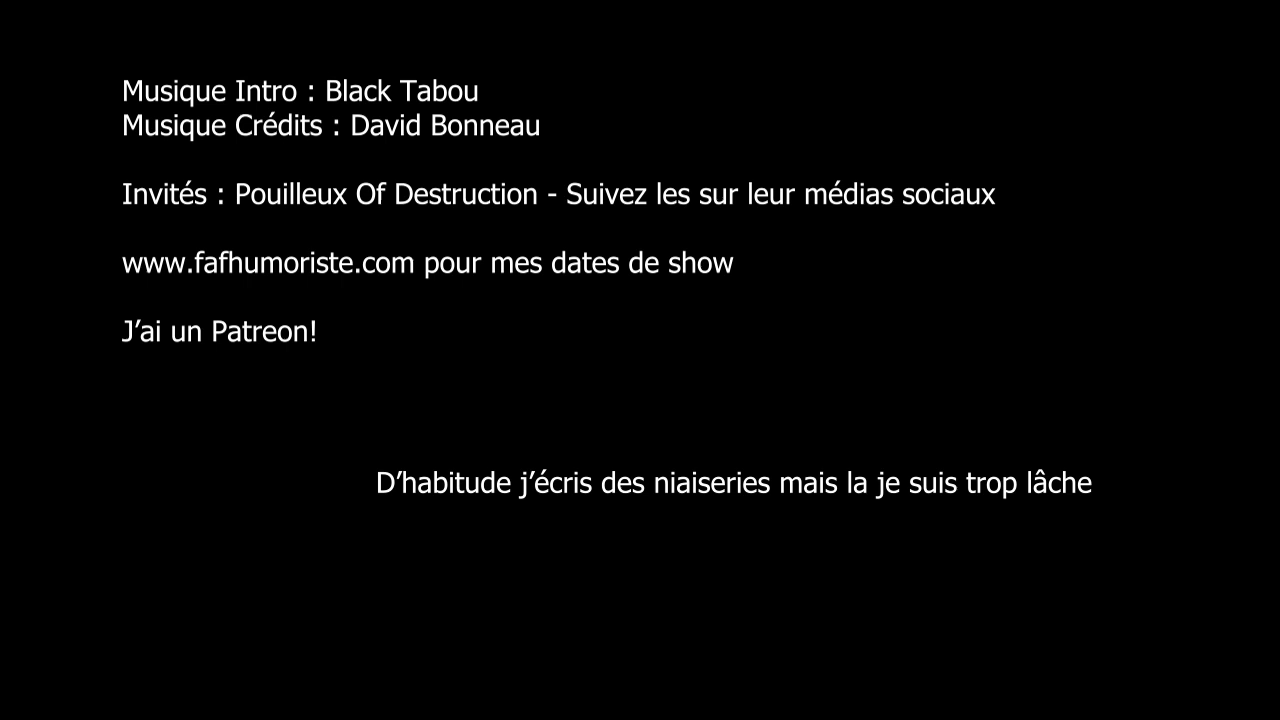 Musique Intro : Black Tabou
Musique Crédits : David Bonneau
Invités : Pouilleux Of Destruction - Suivez les sur leur médias sociaux
www.fafhumoriste.com pour mes dates de show
J’ai un Patreon!
D’habitude j’écris des niaiseries mais la je suis trop lâche